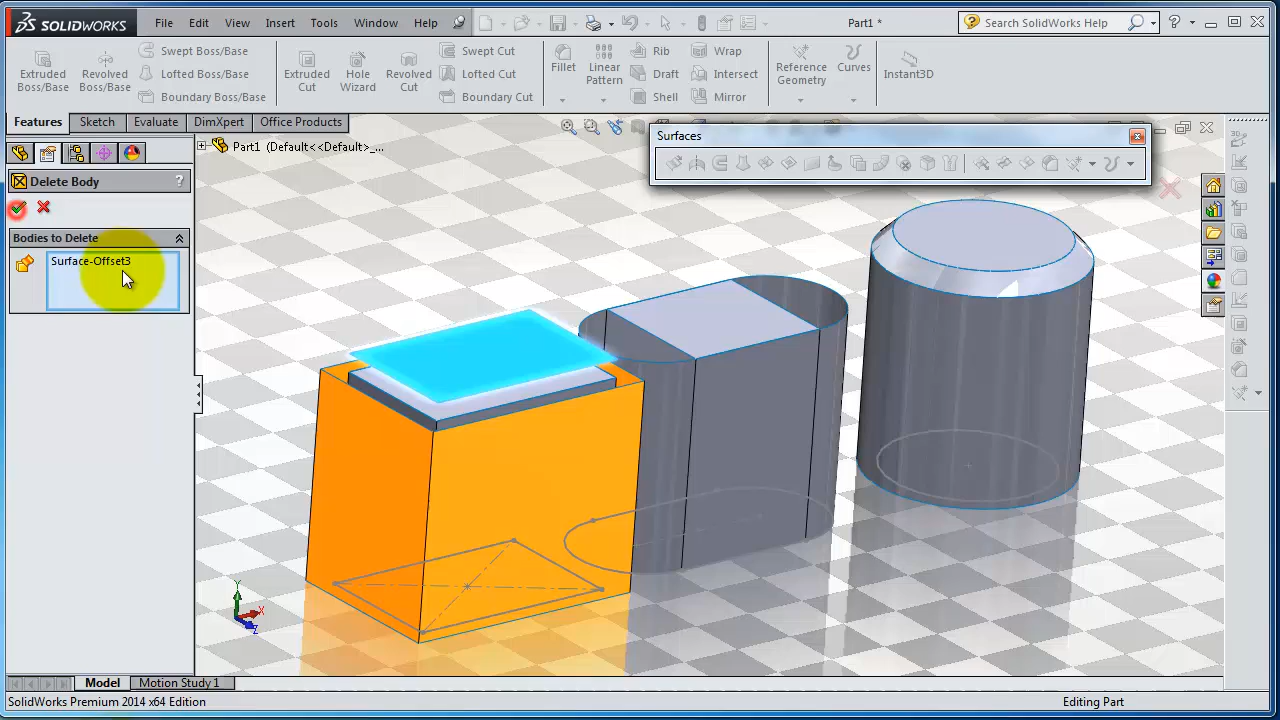 SOLIDWORKS File Edit View Insert Tools Window Help Part1 * Search SolidWorks Help ?
Extruded Boss/Base
Revolved Boss/Base
Swept Boss/Base
Lofted Boss/Base
Boundary Boss/Base
Extruded Cut
Hole Wizard
Revolved Cut
Swept Cut
Lofted Cut
Boundary Cut
Fillet
Linear Pattern
Rib
Draft
Shell
Wrap
Intersect
Mirror
Reference Geometry
Curves
Instant3D
Features Sketch Evaluate DimXpert Office Products
Surfaces
Part1 (Default<<Default>_...
Delete Body ?
Bodies to Delete
Surface-Offset3
Y
X
Z
Model Motion Study 1
SolidWorks Premium 2014 x64 Edition Editing Part